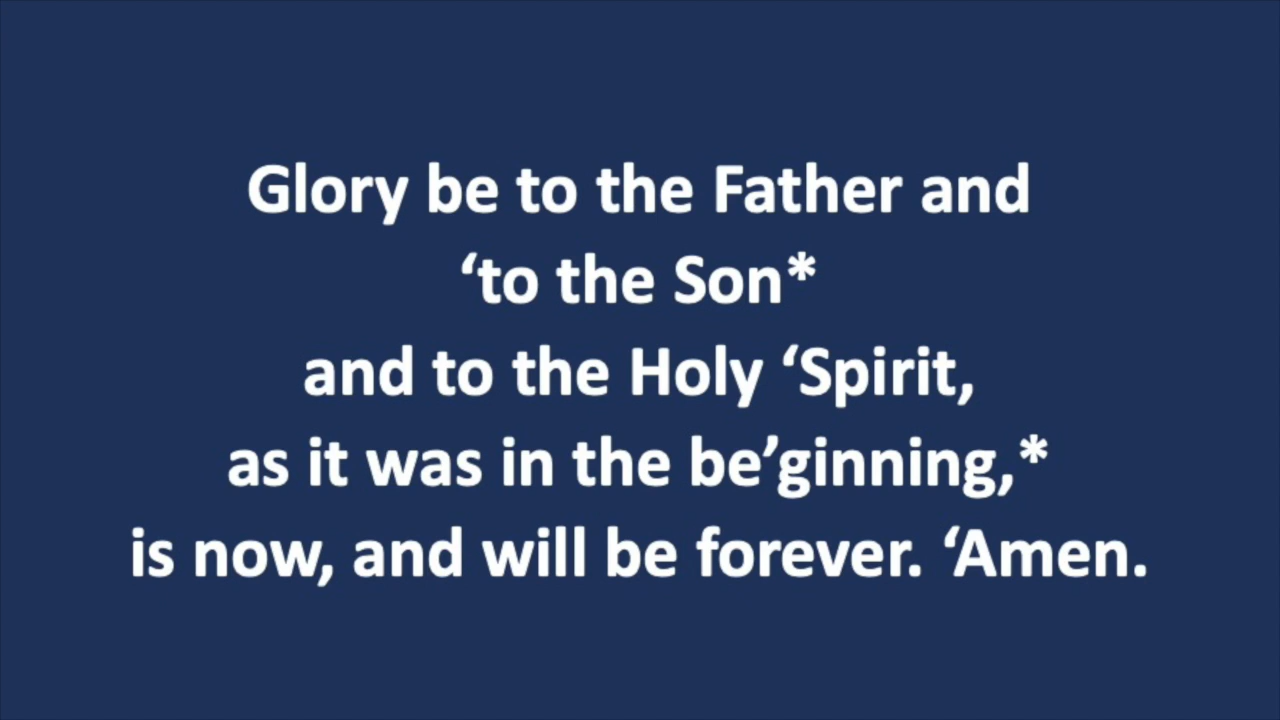 Glory be to the Father and
‘to the Son*
and to the Holy ‘Spirit,
as it was in the be’ginning,*
is now, and will be forever. ‘Amen.